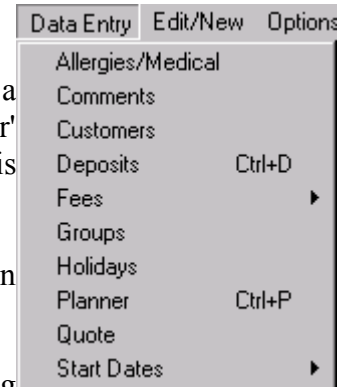 Data Entry Edit/New Options
Allergies/Medical
a Comments
r' Customers
is Deposits Ctrl+D
Fees
Groups
n Holidays
Planner Ctrl+P
Quote
g Start Dates